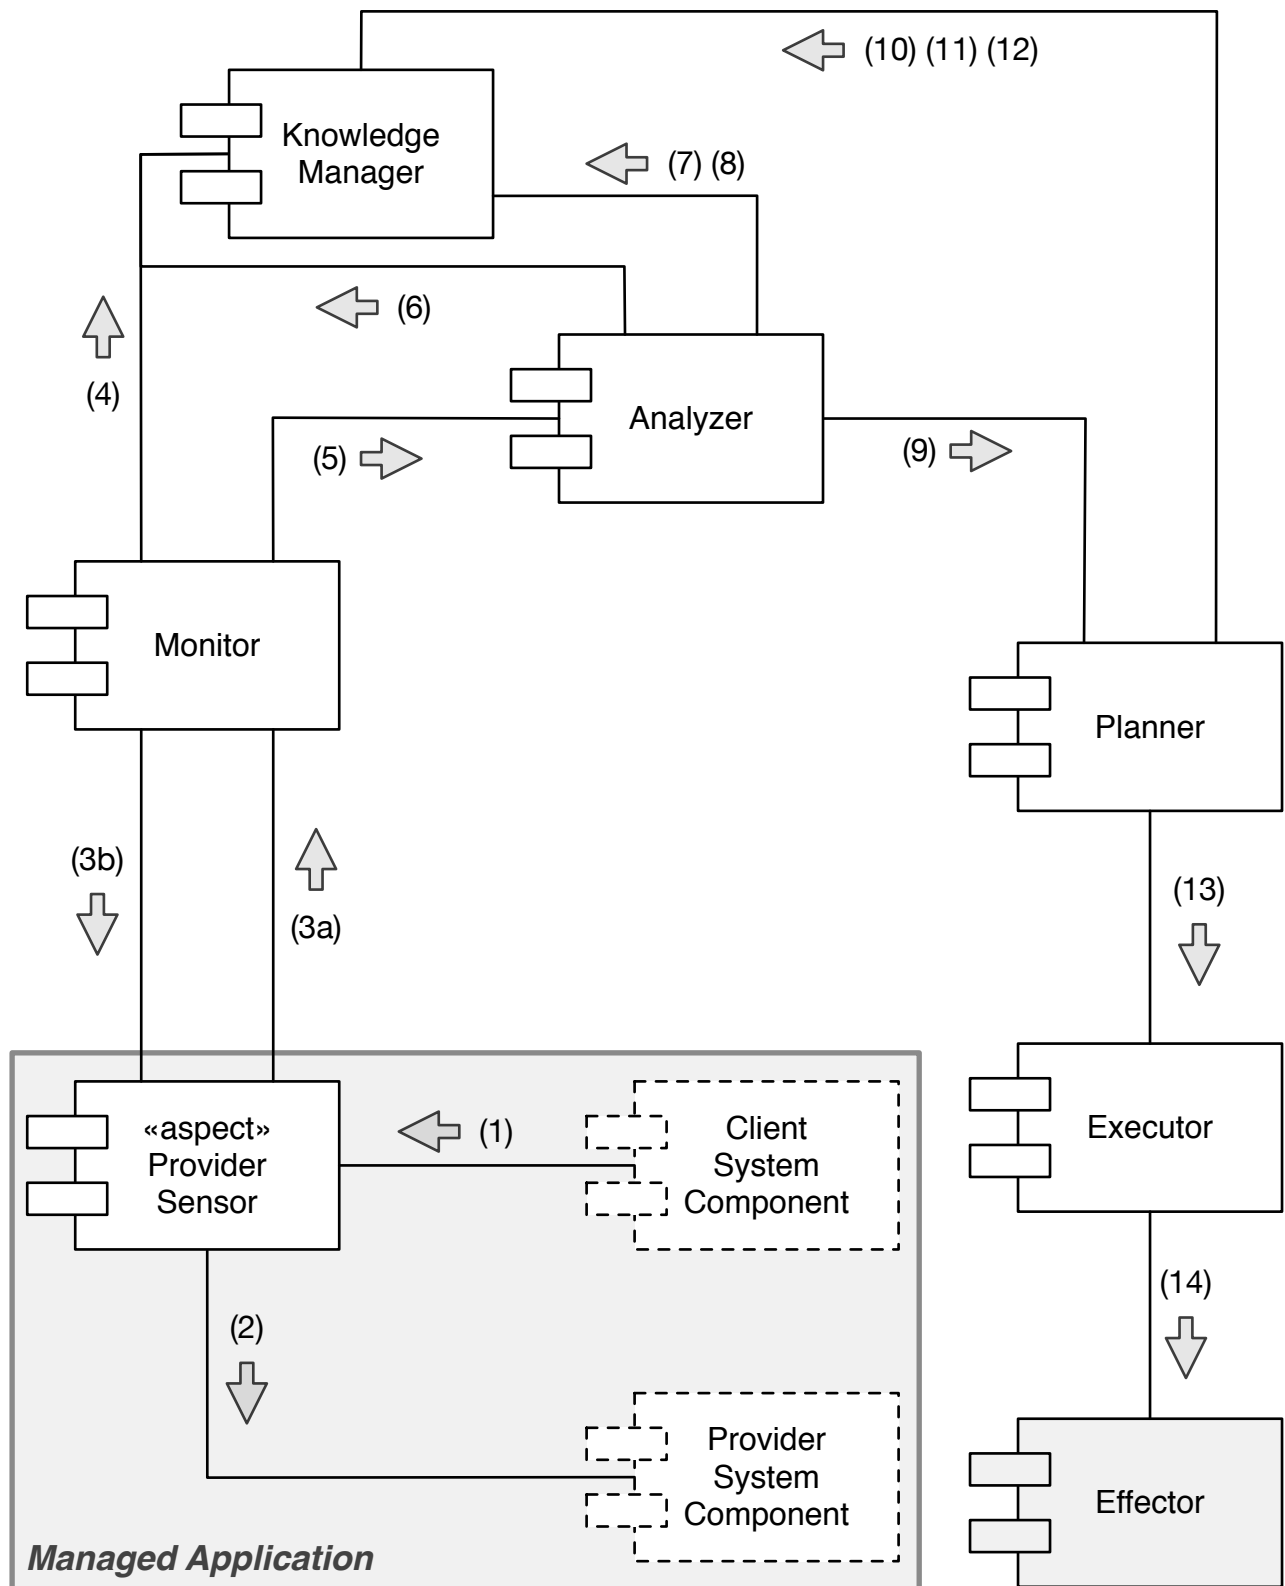 (10) (11) (12)
Knowledge
Manager
(7) (8)
(6)
(4)
Analyzer
(5)
(9)
Monitor
Planner
(3b)
(3a)
(13)
«aspect»
Provider
Sensor
(1)
Client
System
Component
Executor
(2)
(14)
Provider
System
Component
Effector
Managed Application